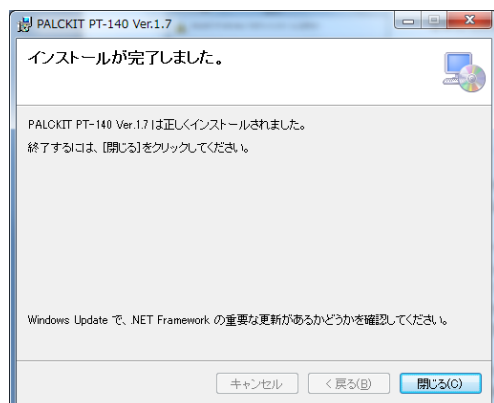 PALCKIT PT-140 Ver.1.7
インストールが完了しました。
PALCKIT PT-140 Ver.1.7 は正しくインストールされました。
終了するには、[閉じる]をクリックしてください。
Windows Update で、.NET Framework の重要な更新があるかどうかを確認してください。
キャンセル
< 戻る(B)
閉じる(C)